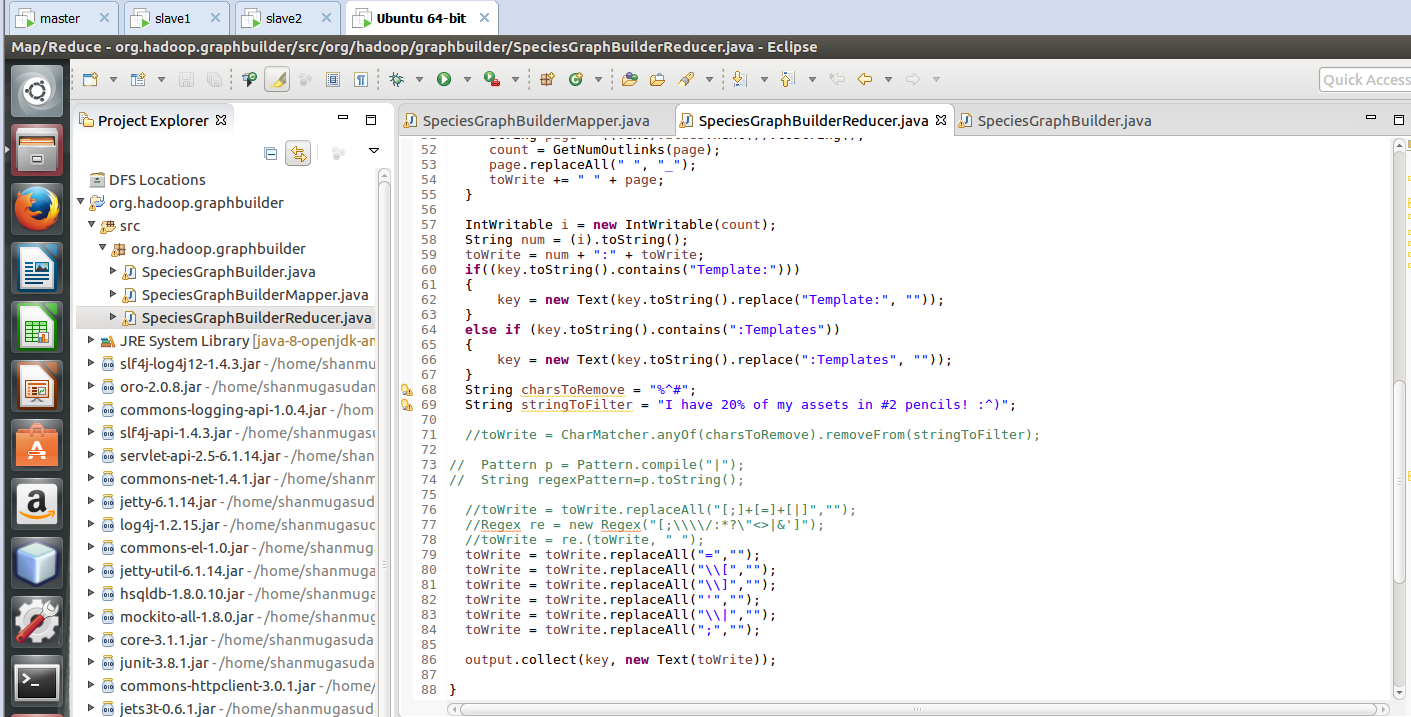 master
slave1
slave2
Ubuntu 64-bit
Map/Reduce - org.hadoop.graphbuilder/src/org/hadoop/graphbuilder/SpeciesGraphBuilderReducer.java - Eclipse
Quick Access
Project Explorer
SpeciesGraphBuilderMapper.java
SpeciesGraphBuilderReducer.java
SpeciesGraphBuilder.java
DFS Locations
org.hadoop.graphbuilder
src
org.hadoop.graphbuilder
SpeciesGraphBuilder.java
SpeciesGraphBuilderMapper.java
SpeciesGraphBuilderReducer.java
JRE System Library [java-8-openjdk-an
slf4j-log4j12-1.4.3.jar - /home/shanmu
oro-2.0.8.jar - /home/shanmugasudan
commons-logging-api-1.0.4.jar - /hom
slf4j-api-1.4.3.jar - /home/shanmugasu
servlet-api-2.5-6.1.14.jar - /home/shan
commons-net-1.4.1.jar - /home/shanm
jetty-6.1.14.jar - /home/shanmugasud
log4j-1.2.15.jar - /home/shanmugasud
commons-el-1.0.jar - /home/shanmuga
jetty-util-6.1.14.jar - /home/shanmuga
hsqldb-1.8.0.10.jar - /home/shanmuga
mockito-all-1.8.0.jar - /home/shanmug
core-3.1.1.jar - /home/shanmugasuda
junit-3.8.1.jar - /home/shanmugasuda
commons-httpclient-3.0.1.jar - /home/
jets3t-0.6.1.jar - /home/shanmugasud
52 count = GetNumOutlinks(page);
53 page.replaceAll(" ", "_");
54 toWrite += " " + page;
55 }
56
57 IntWritable i = new IntWritable(count);
58 String num = (i).toString();
59 toWrite = num + ":" + toWrite;
60 if((key.toString().contains("Template:")))
61 {
62 key = new Text(key.toString().replace("Template:", ""));
63 }
64 else if (key.toString().contains(":Templates"))
65 {
66 key = new Text(key.toString().replace(":Templates", ""));
67 }
68 String charsToRemove = "%^#";
69 String stringToFilter = "I have 20% of my assets in #2 pencils! :^)";
70
71 //toWrite = CharMatcher.anyOf(charsToRemove).removeFrom(stringToFilter);
72
73 // Pattern p = Pattern.compile("|");
74 // String regexPattern=p.toString();
75
76 //toWrite = toWrite.replaceAll("[;]+[=]+[|]","");
77 //Regex re = new Regex("[;\\\\/:*?\"<>|&']");
78 //toWrite = re.(toWrite, " ");
79 toWrite = toWrite.replaceAll("=","");
80 toWrite = toWrite.replaceAll("\\[","");
81 toWrite = toWrite.replaceAll("\\]","");
82 toWrite = toWrite.replaceAll("'","");
83 toWrite = toWrite.replaceAll("\\|","");
84 toWrite = toWrite.replaceAll(";","");
85
86 output.collect(key, new Text(toWrite));
87
88 }